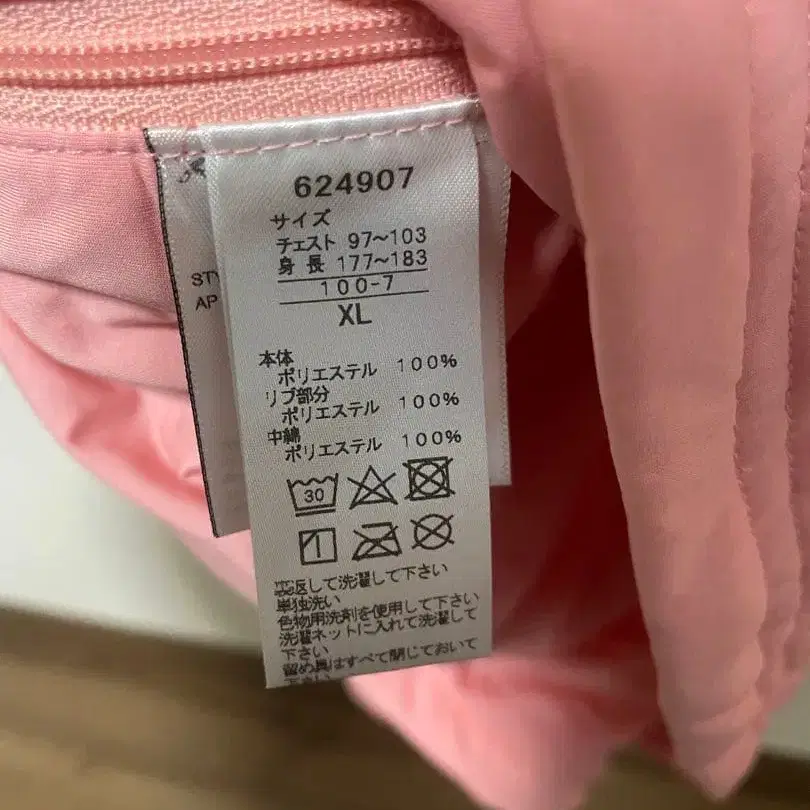 624907
サイズ
チェスト 97～103
身長 177～183
100-7
XL
STY
AP
本体
ポリエステル 100%
リブ部分
ポリエステル 100%
中綿
ポリエステル 100%
30
裏返して洗濯して下さい
単独洗い
色物用洗剤を使用して下さい
洗濯ネットに入れて洗濯して
下さい
留め具はすべて閉じておいて
下さい